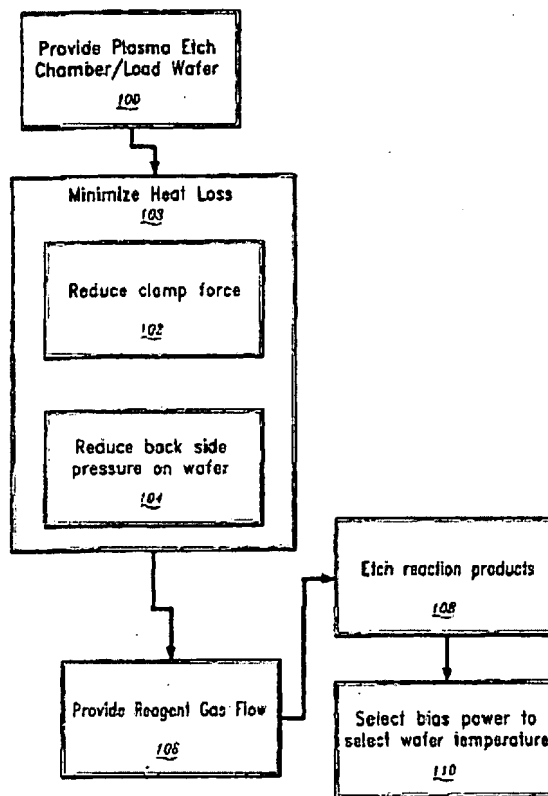 Provide Plasma Etch
Chamber/Load Wafer
100
Minimize Heat Loss
103
Reduce clamp force
102
Reduce back side
pressure on wafer
104
Provide Reagent Gas Flow
106
Etch reaction products
108
Select bias power to
select wafer temperature
110